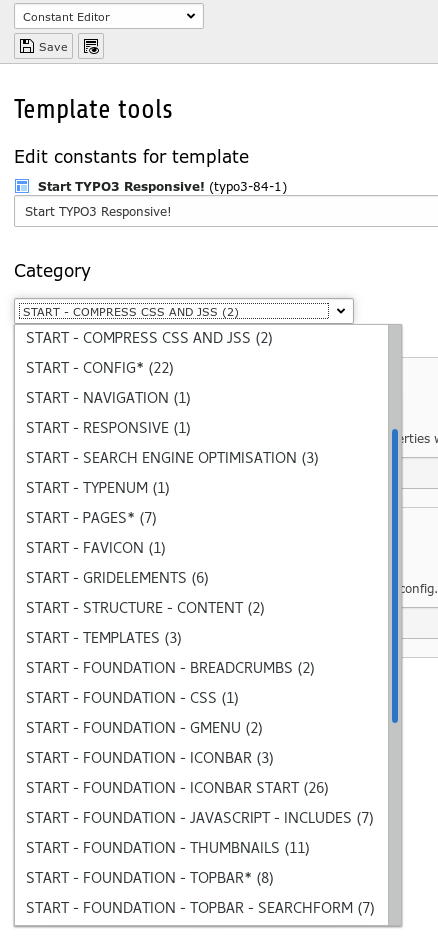 Constant Editor
Save
Template tools
Edit constants for template
Start TYPO3 Responsive! (typo3-84-1)
Start TYPO3 Responsive!
Category
START - COMPRESS CSS AND JSS (2)
START - COMPRESS CSS AND JSS (2)
START - CONFIG* (22)
START - NAVIGATION (1)
START - RESPONSIVE (1)
START - SEARCH ENGINE OPTIMISATION (3)
START - TYPENUM (1)
START - PAGES* (7)
START - FAVICON (1)
START - GRIDELEMENTS (6)
START - STRUCTURE - CONTENT (2)
START - TEMPLATES (3)
START - FOUNDATION - BREADCRUMBS (2)
START - FOUNDATION - CSS (1)
START - FOUNDATION - GMENU (2)
START - FOUNDATION - ICONBAR (3)
START - FOUNDATION - ICONBAR START (26)
START - FOUNDATION - JAVASCRIPT - INCLUDES (7)
START - FOUNDATION - THUMBNAILS (11)
START - FOUNDATION - TOPBAR* (8)
START - FOUNDATION - TOPBAR - SEARCHFORM (7)
config.